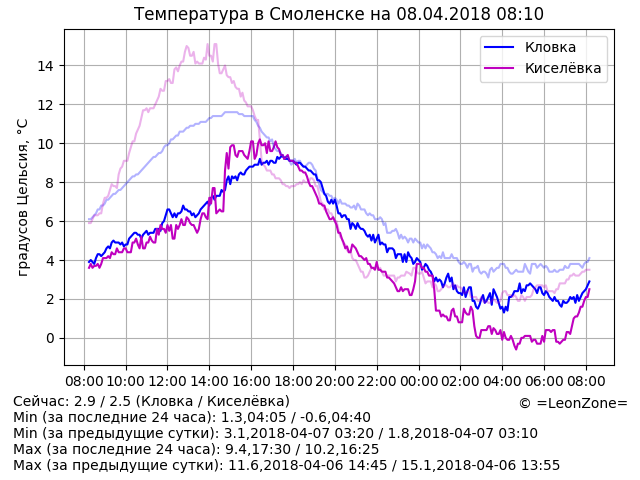 Температура в Смоленске на 08.04.2018 08:10
Кловка
Киселёвка
градусов Цельсия, °C
14
12
10
8
6
4
2
0
08:00 10:00 12:00 14:00 16:00 18:00 20:00 22:00 00:00 02:00 04:00 06:00 08:00
Сейчас: 2.9 / 2.5 (Кловка / Киселёвка)
© =LeonZone=
Min (за последние 24 часа): 1.3,04:05 / -0.6,04:40
Min (за предыдущие сутки): 3.1,2018-04-07 03:20 / 1.8,2018-04-07 03:10
Max (за последние 24 часа): 9.4,17:30 / 10.2,16:25
Max (за предыдущие сутки): 11.6,2018-04-06 14:45 / 15.1,2018-04-06 13:55